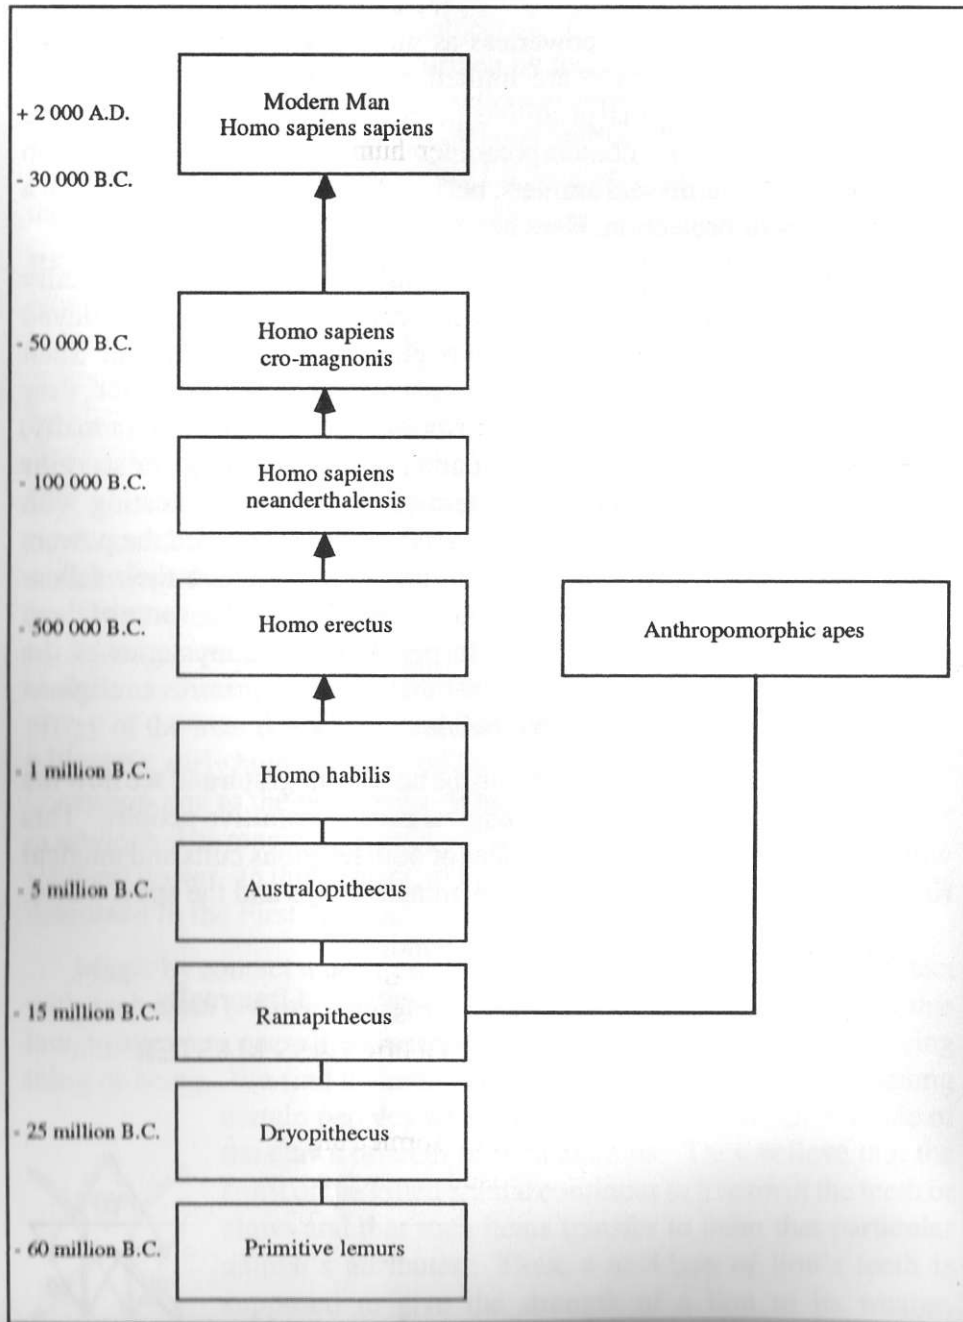 + 2 000 A.D.
Modern Man
Homo sapiens sapiens
- 30 000 B.C.
- 50 000 B.C.
Homo sapiens
cro-magnonis
- 100 000 B.C.
Homo sapiens
neanderthalensis
- 500 000 B.C.
Homo erectus
Anthropomorphic apes
- 1 million B.C.
Homo habilis
- 5 million B.C.
Australopithecus
- 15 million B.C.
Ramapithecus
- 25 million B.C.
Dryopithecus
- 60 million B.C.
Primitive lemurs